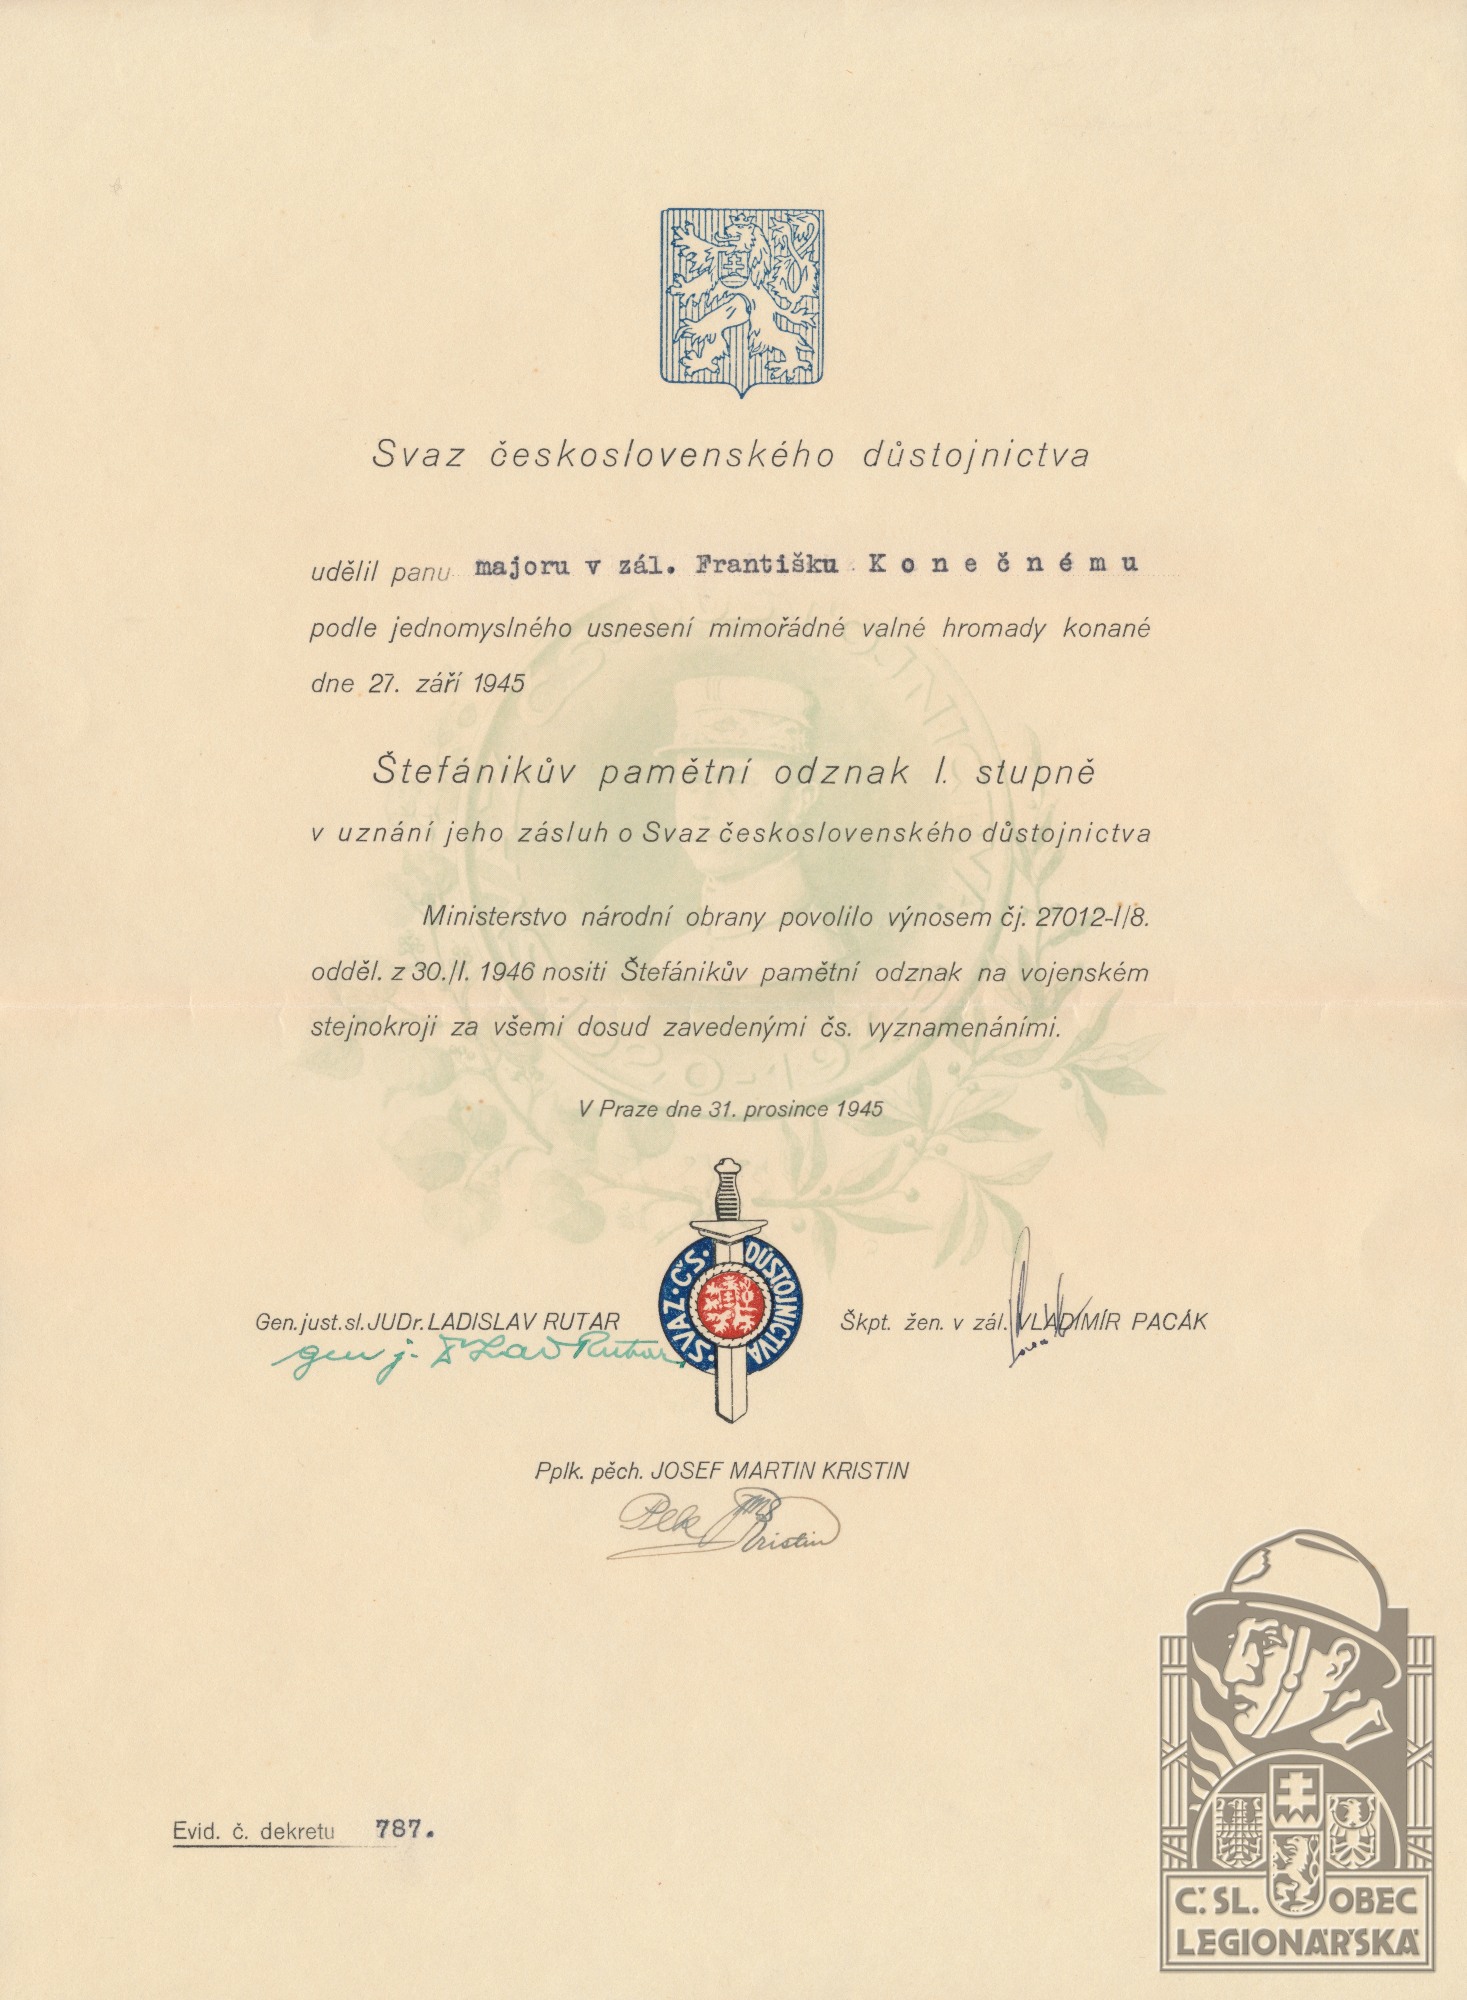 Svaz československého důstojnictva
udělil panu majoru v zál. Františku Konečnému
podle jednomyslného usnesení mimořádné valné hromady konané
dne 27. září 1945
Štefánikův pamětní odznak I. stupně
v uznání jeho zásluh o Svaz československého důstojnictva
Ministerstvo národní obrany povolilo výnosem čj. 27012-I/8.
odděl. z 30./I. 1946 nositi Štefánikův pamětní odznak na vojenském
stejnokroji za všemi dosud zavedenými čs. vyznamenáními.
V Praze dne 31. prosince 1945
SVAZ · ČS. DŮSTOJNICTVA
Gen. just. sl. JUDr. LADISLAV RUTAR
gen j. Rutar
Škpt. žen. v zál. VLADIMÍR PACÁK
Pplk. pěch. JOSEF MARTIN KRISTIN
Kristin
Evid. č. dekretu 787.
Č.SL. OBEC
LEGIONÁŘSKÁ